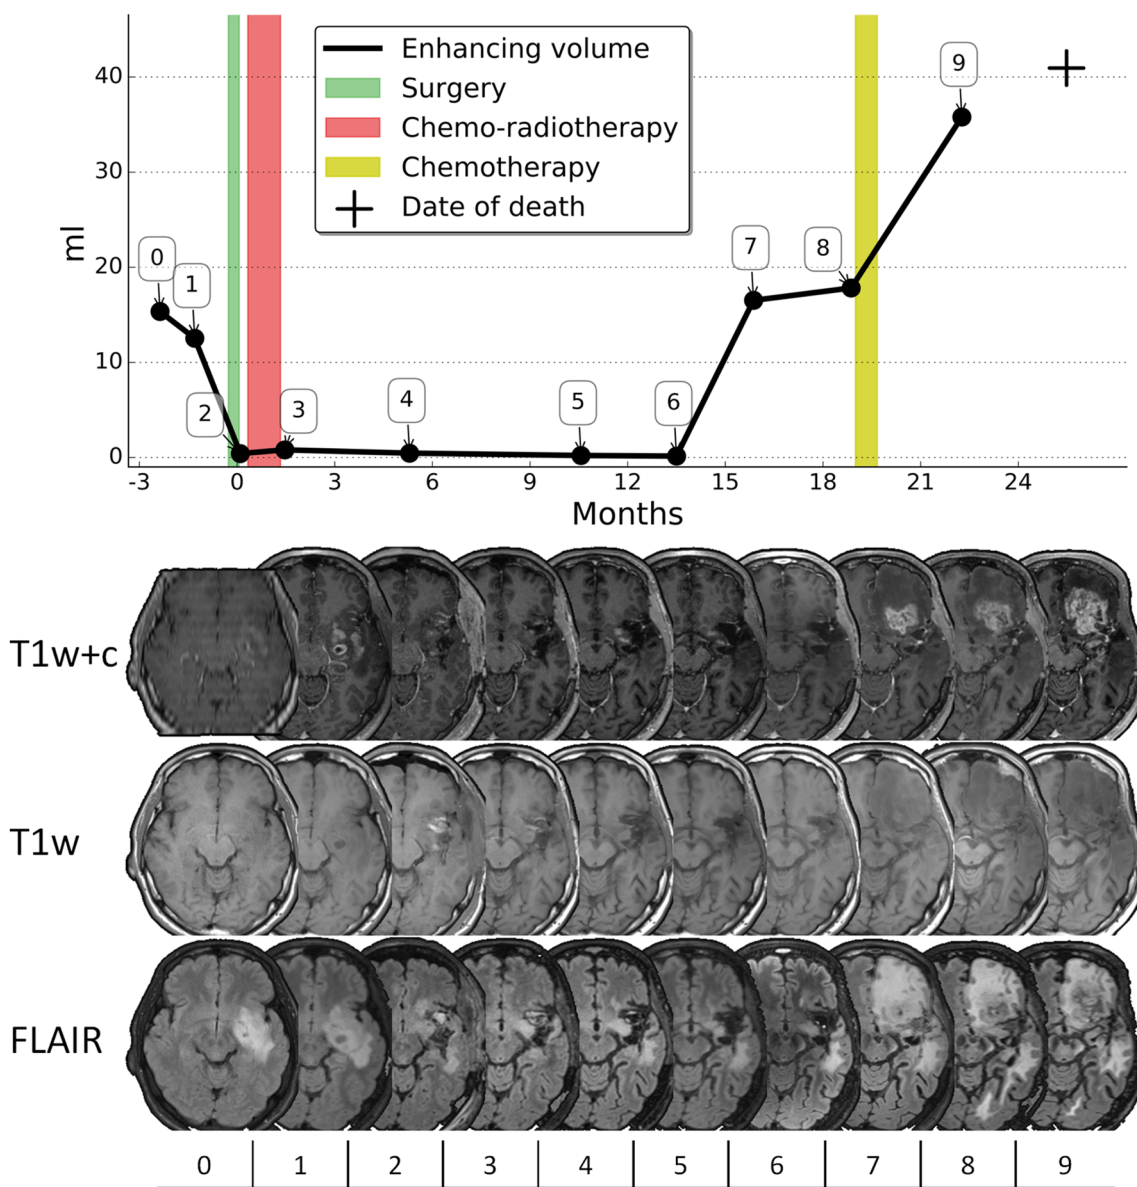 Enhancing volume
Surgery
Chemo-radiotherapy
Chemotherapy
Date of death
ml
40
30
20
10
0
0
1
2
3
4
5
6
7
8
9
-3 0 3 6 9 12 15 18 21 24
Months
T1w+c
T1w
FLAIR
0 1 2 3 4 5 6 7 8 9